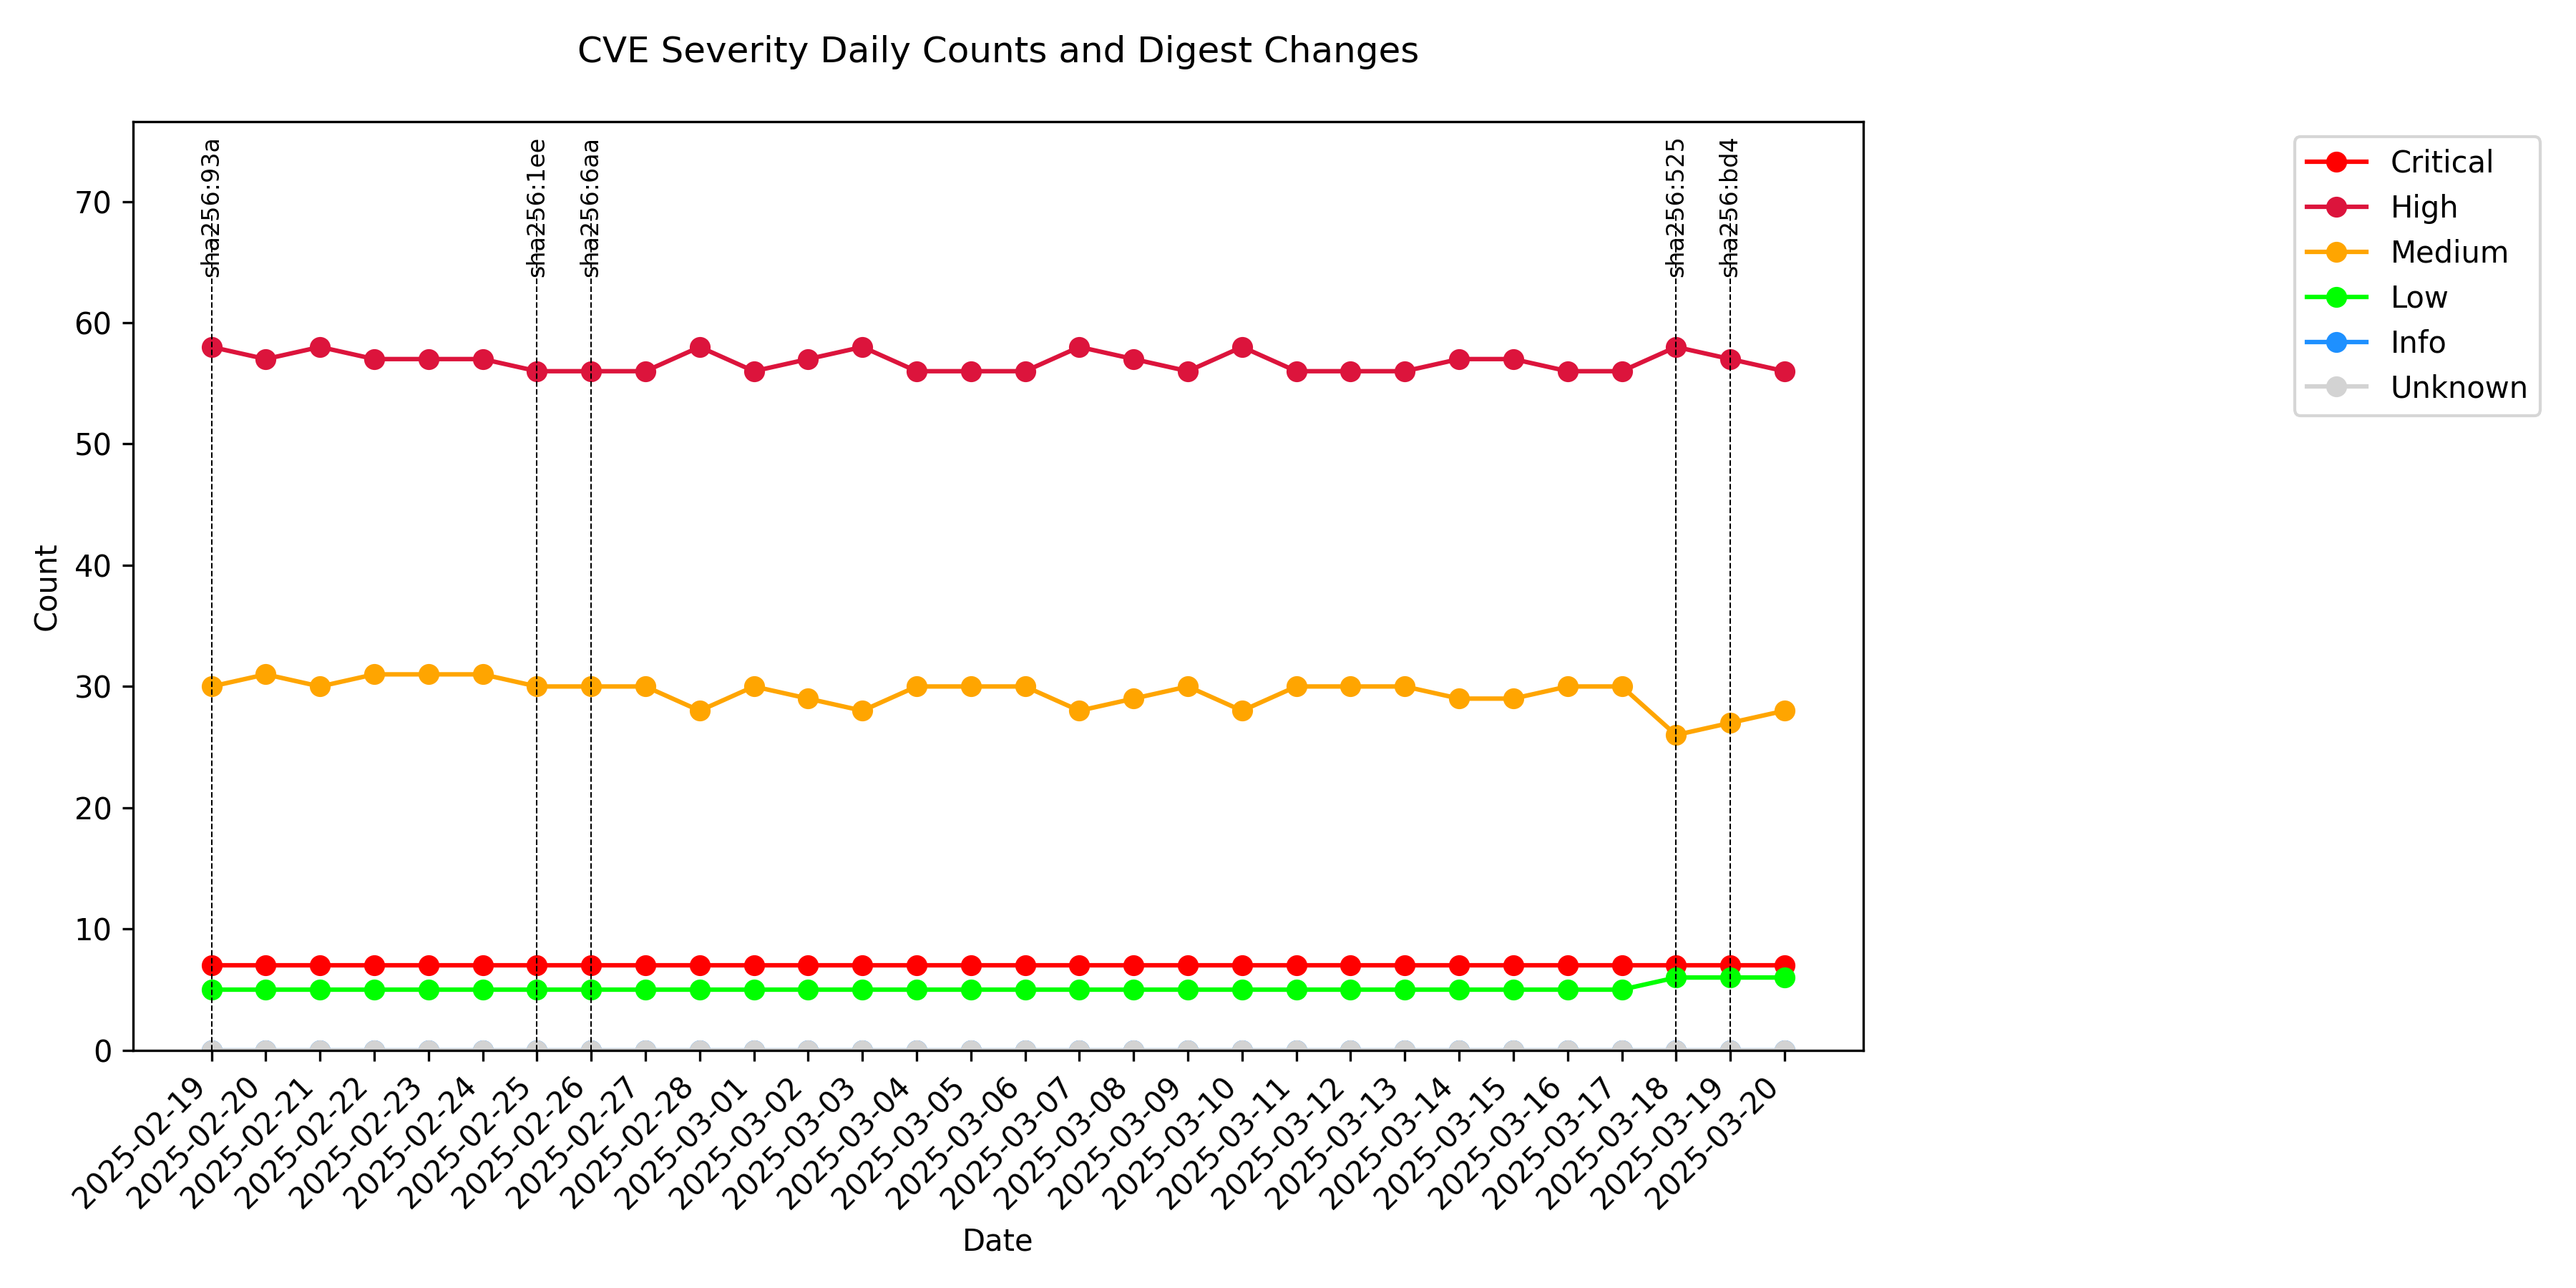 CVE Severity Daily Counts and Digest Changes
sha256:93a
sha256:1ee
sha256:6aa
sha256:525
sha256:bd4
Critical
High
Medium
Low
Info
Unknown
Count
70
60
50
40
30
20
10
0
2025-02-19
2025-02-20
2025-02-21
2025-02-22
2025-02-23
2025-02-24
2025-02-25
2025-02-26
2025-02-27
2025-02-28
2025-03-01
2025-03-02
2025-03-03
2025-03-04
2025-03-05
2025-03-06
2025-03-07
2025-03-08
2025-03-09
2025-03-10
2025-03-11
2025-03-12
2025-03-13
2025-03-14
2025-03-15
2025-03-16
2025-03-17
2025-03-18
2025-03-19
2025-03-20
Date